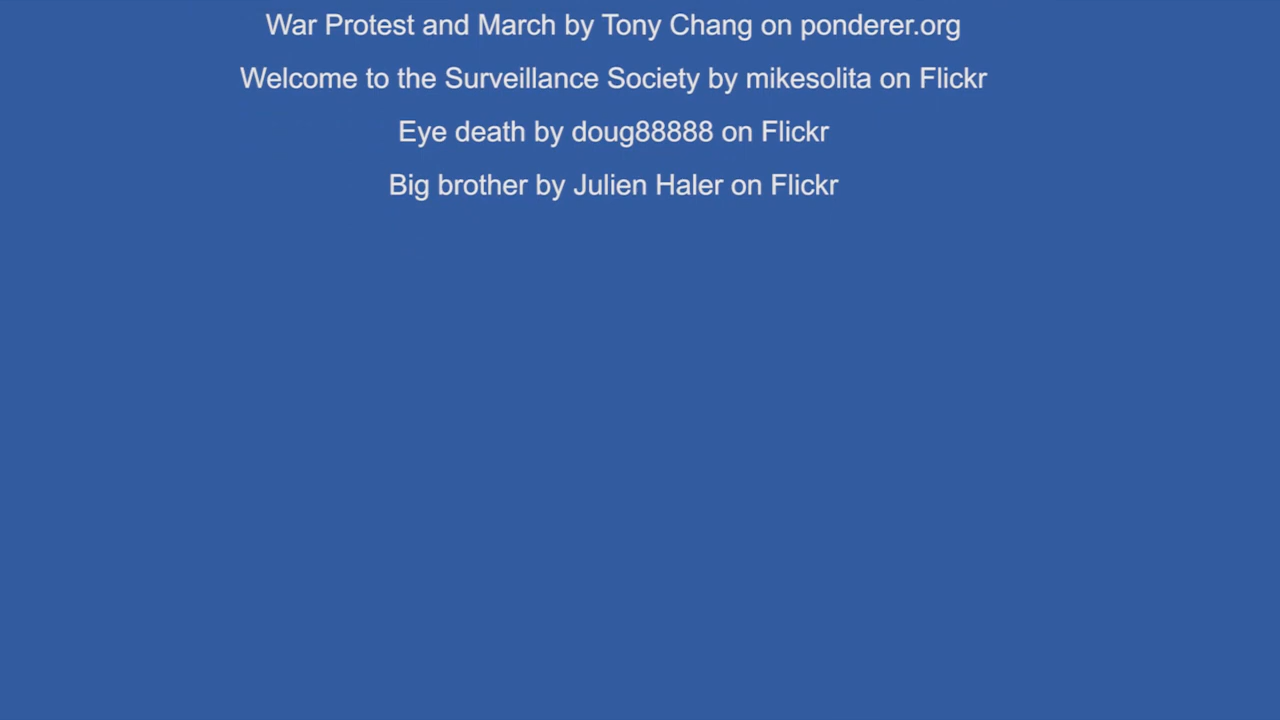 War Protest and March by Tony Chang on ponderer.org
Welcome to the Surveillance Society by mikesolita on Flickr
Eye death by doug88888 on Flickr
Big brother by Julien Haler on Flickr